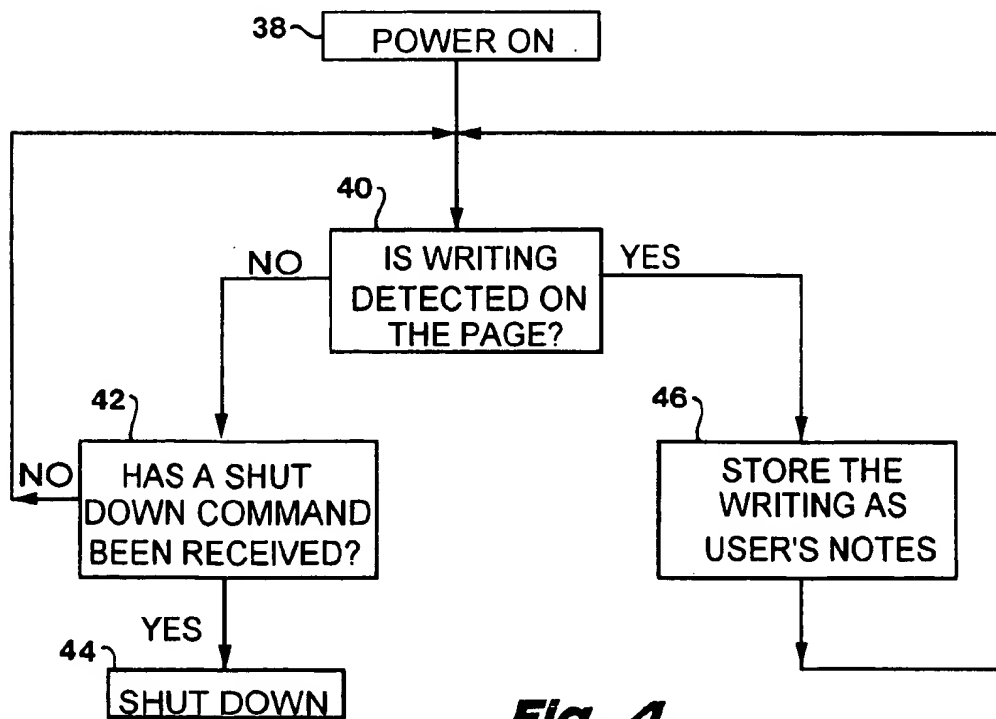 38
POWER ON
40
NO
IS WRITING
DETECTED ON
THE PAGE?
YES
42
NO
HAS A SHUT
DOWN COMMAND
BEEN RECEIVED?
46
STORE THE
WRITING AS
USER'S NOTES
YES
44
SHUT DOWN
Fig. 4